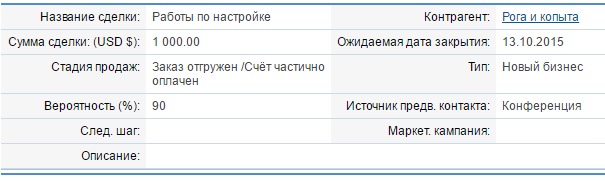 Название сделки: Работы по настройке Контрагент: Рога и копыта
Сумма сделки: (USD $): 1 000.00 Ожидаемая дата закрытия: 13.10.2015
Стадия продаж: Заказ отгружен /Счёт частично Тип: Новый бизнес
оплачен
Вероятность (%): 90 Источник предв. контакта: Конференция
След. шаг: Маркет. кампания:
Описание: